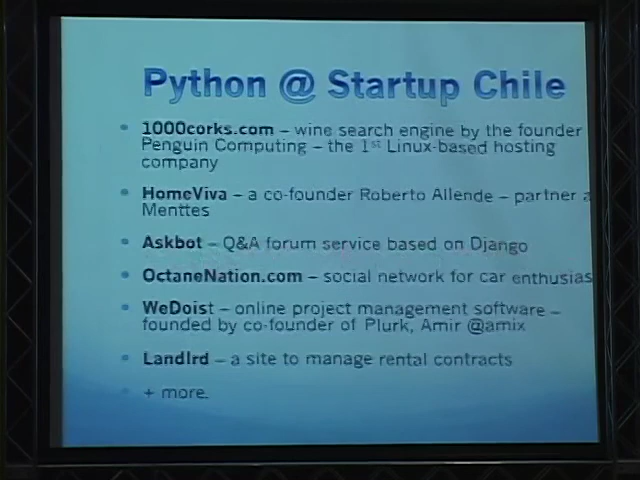 Python @ Startup Chile
• 1000corks.com – wine search engine by the founder
Penguin Computing – the 1st Linux-based hosting
company
• HomeViva – a co-founder Roberto Allende – partner a
Menttes
• Askbot – Q&A forum service based on Django
• OctaneNation.com – social network for car enthusias
• WeDoist – online project management software –
founded by co-founder of Plurk, Amir @amix
• Landlrd – a site to manage rental contracts
• + more.